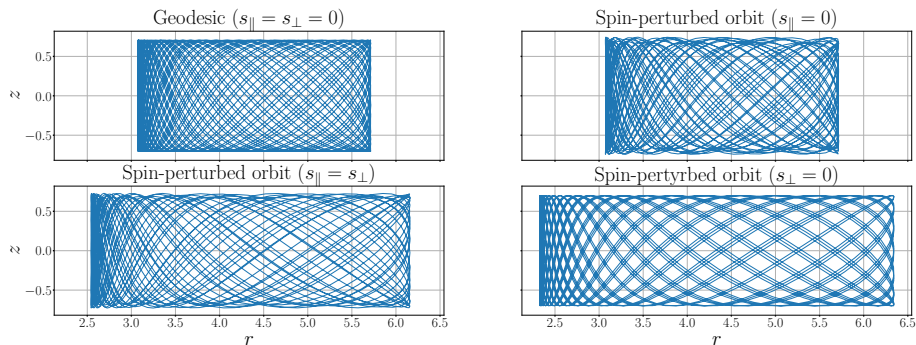 Geodesic (s∥ = s⊥ = 0)
Spin-perturbed orbit (s∥ = 0)
z
0.5
0.0
−0.5
Spin-perturbed orbit (s∥ = s⊥)
Spin-pertyrbed orbit (s⊥ = 0)
z
0.5
0.0
−0.5
2.5 3.0 3.5 4.0 4.5 5.0 5.5 6.0 6.5
2.5 3.0 3.5 4.0 4.5 5.0 5.5 6.0 6.5
r
r